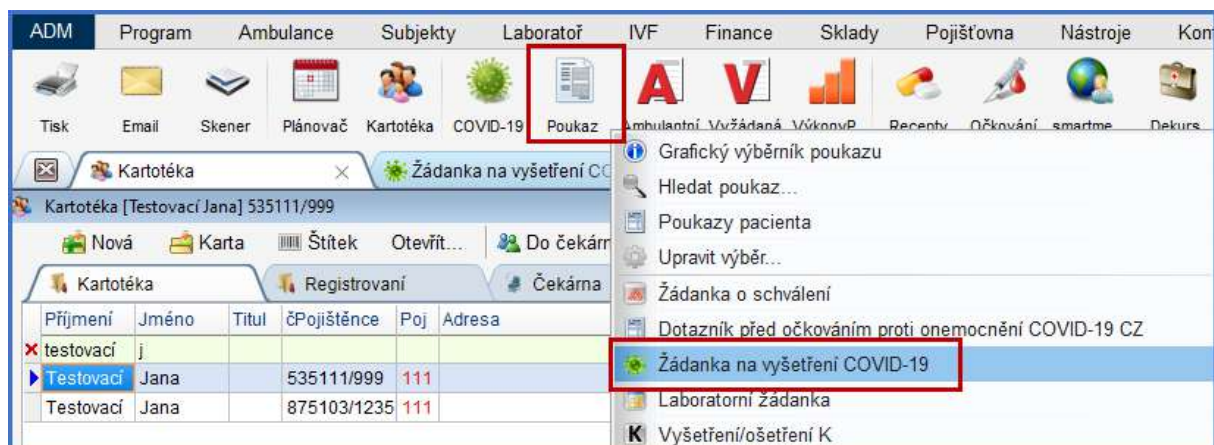 ADM Program Ambulance Subjekty Laboratoř IVF Finance Sklady Pojišťovna Nástroje
Tisk Email Skener Plánovač Kartotéka COVID-19 Poukaz Ambulantní Vyžádaná VýkonyP Recepty Očkování smartme Dekurs
Kartotéka Žádanka na vyšetření
Kartotéka [Testovací Jana] 535111/999
Nová Karta Štítek Otevřít... Do čekárn
Kartotéka Registrovaní Čekárna
Příjmení Jméno Titul čPojištěnce Poj Adresa
testovací j
Testovací Jana 535111/999 111
Testovací Jana 875103/1235 111
Grafický výběrník poukazu
Hledat poukaz...
Poukazy pacienta
Upravit výběr...
Žádanka o schválení
Dotazník před očkováním proti onemocnění COVID-19 CZ
Žádanka na vyšetření COVID-19
Laboratorní žádanka
K Vyšetření/ošetření K